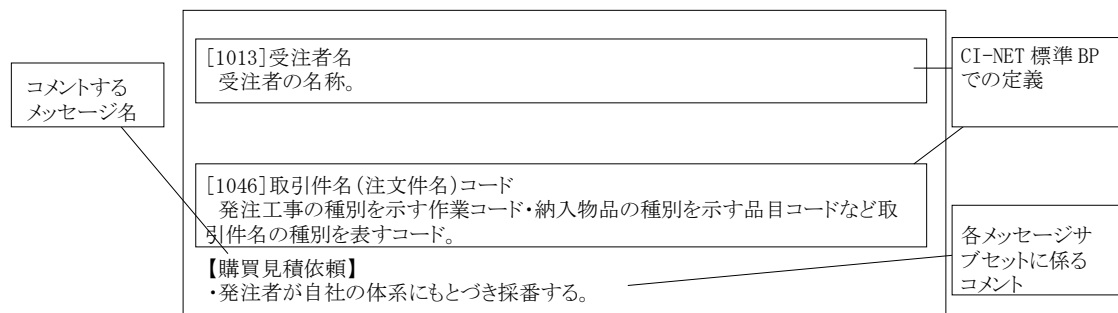 [1013]受注者名
受注者の名称。
CI-NET 標準 BP
での定義
コメントする
メッセージ名
[1046]取引件名(注文件名)コード
発注工事の種別を示す作業コード・納入物品の種別を示す品目コードなど取
引件名の種別を表すコード。
【購買見積依頼】
・発注者が自社の体系にもとづき採番する。
各メッセージサ
ブセットに係る
コメント